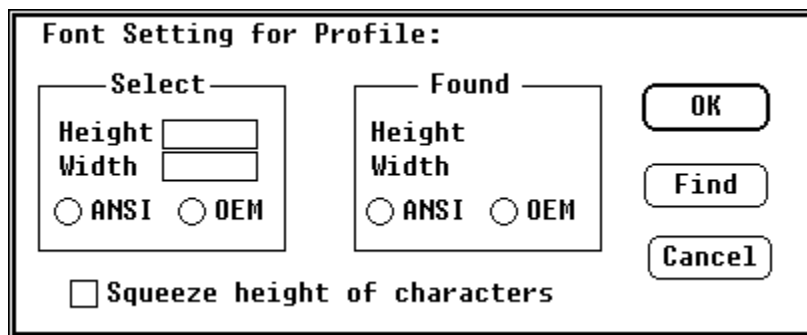 Font Setting for Profile:
Select
Height
Width
ANSI OEM
Found
Height
Width
ANSI OEM
OK
Find
Cancel
Squeeze height of characters